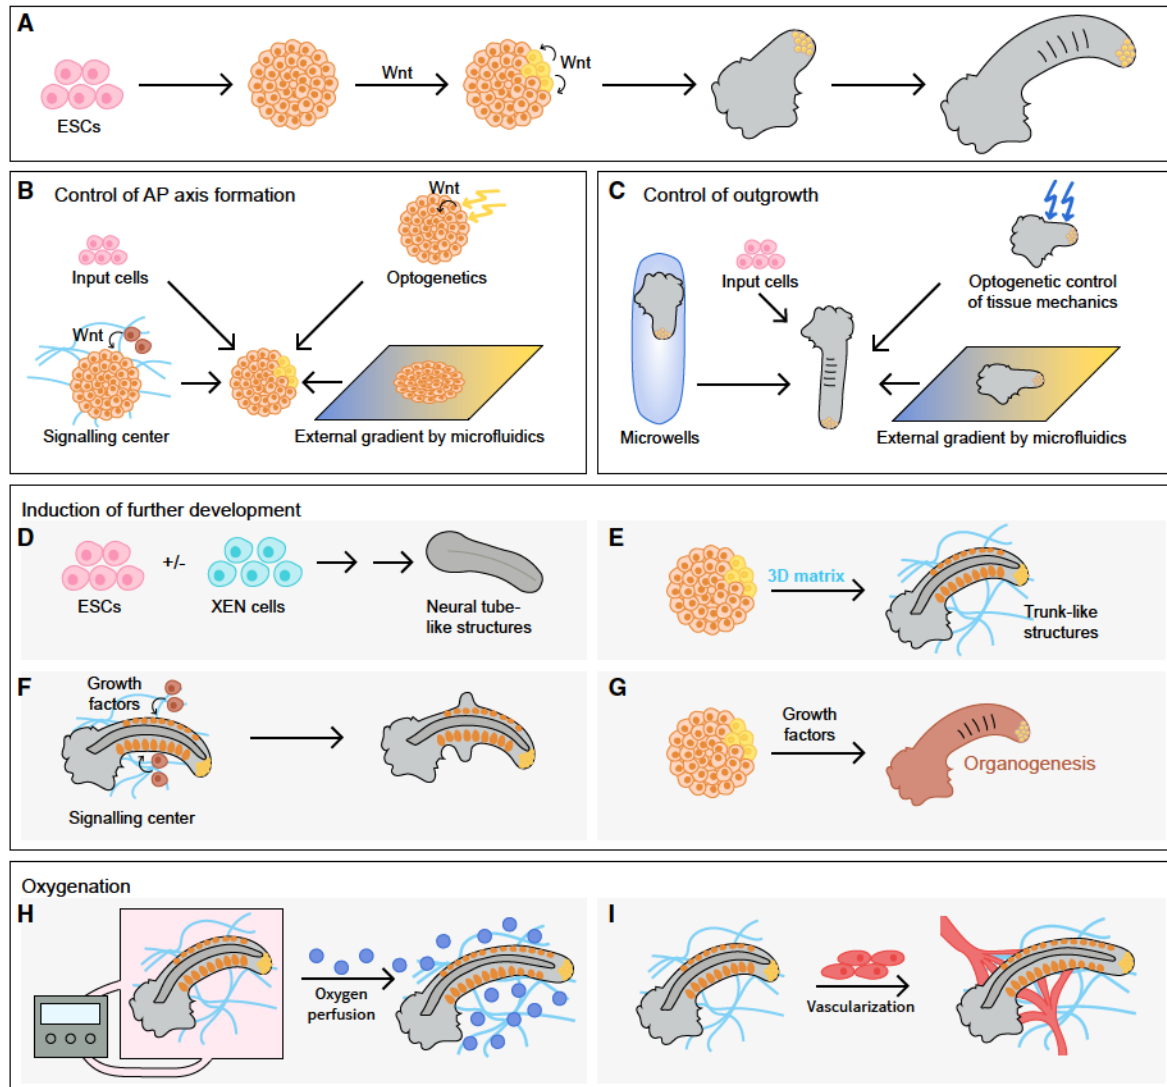 A
ESCs
Wnt
Wnt
B
Control of AP axis formation
Input cells
Wnt
Optogenetics
Wnt
Signalling center
External gradient by microfluidics
C
Control of outgrowth
Input cells
Optogenetic control
of tissue mechanics
Microwells
External gradient by microfluidics
Induction of further development
D
ESCs
+/-
XEN cells
Neural tube-
like structures
E
3D matrix
Trunk-like
structures
F
Growth
factors
Signalling center
G
Growth
factors
Organogenesis
Oxygenation
H
Oxygen
perfusion
I
Vascularization